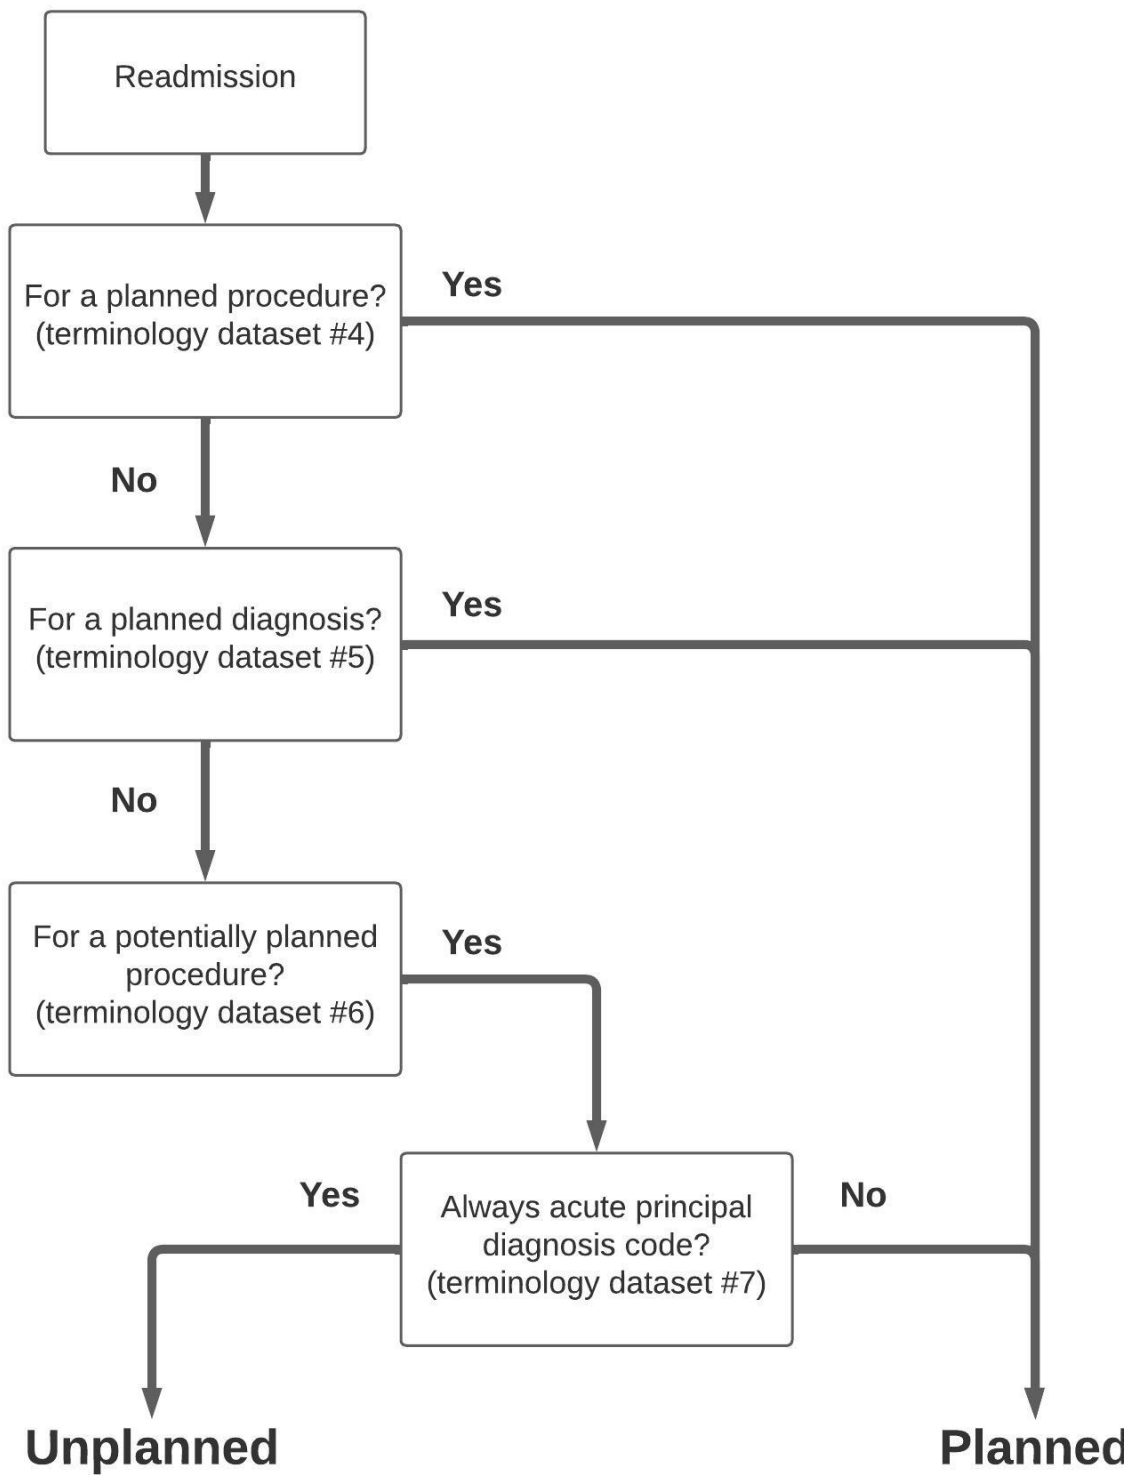 Readmission
For a planned procedure?
(terminology dataset #4)
Yes
No
For a planned diagnosis?
(terminology dataset #5)
Yes
No
For a potentially planned
procedure?
(terminology dataset #6)
Yes
Always acute principal
diagnosis code?
(terminology dataset #7)
Yes
No
Unplanned
Planned